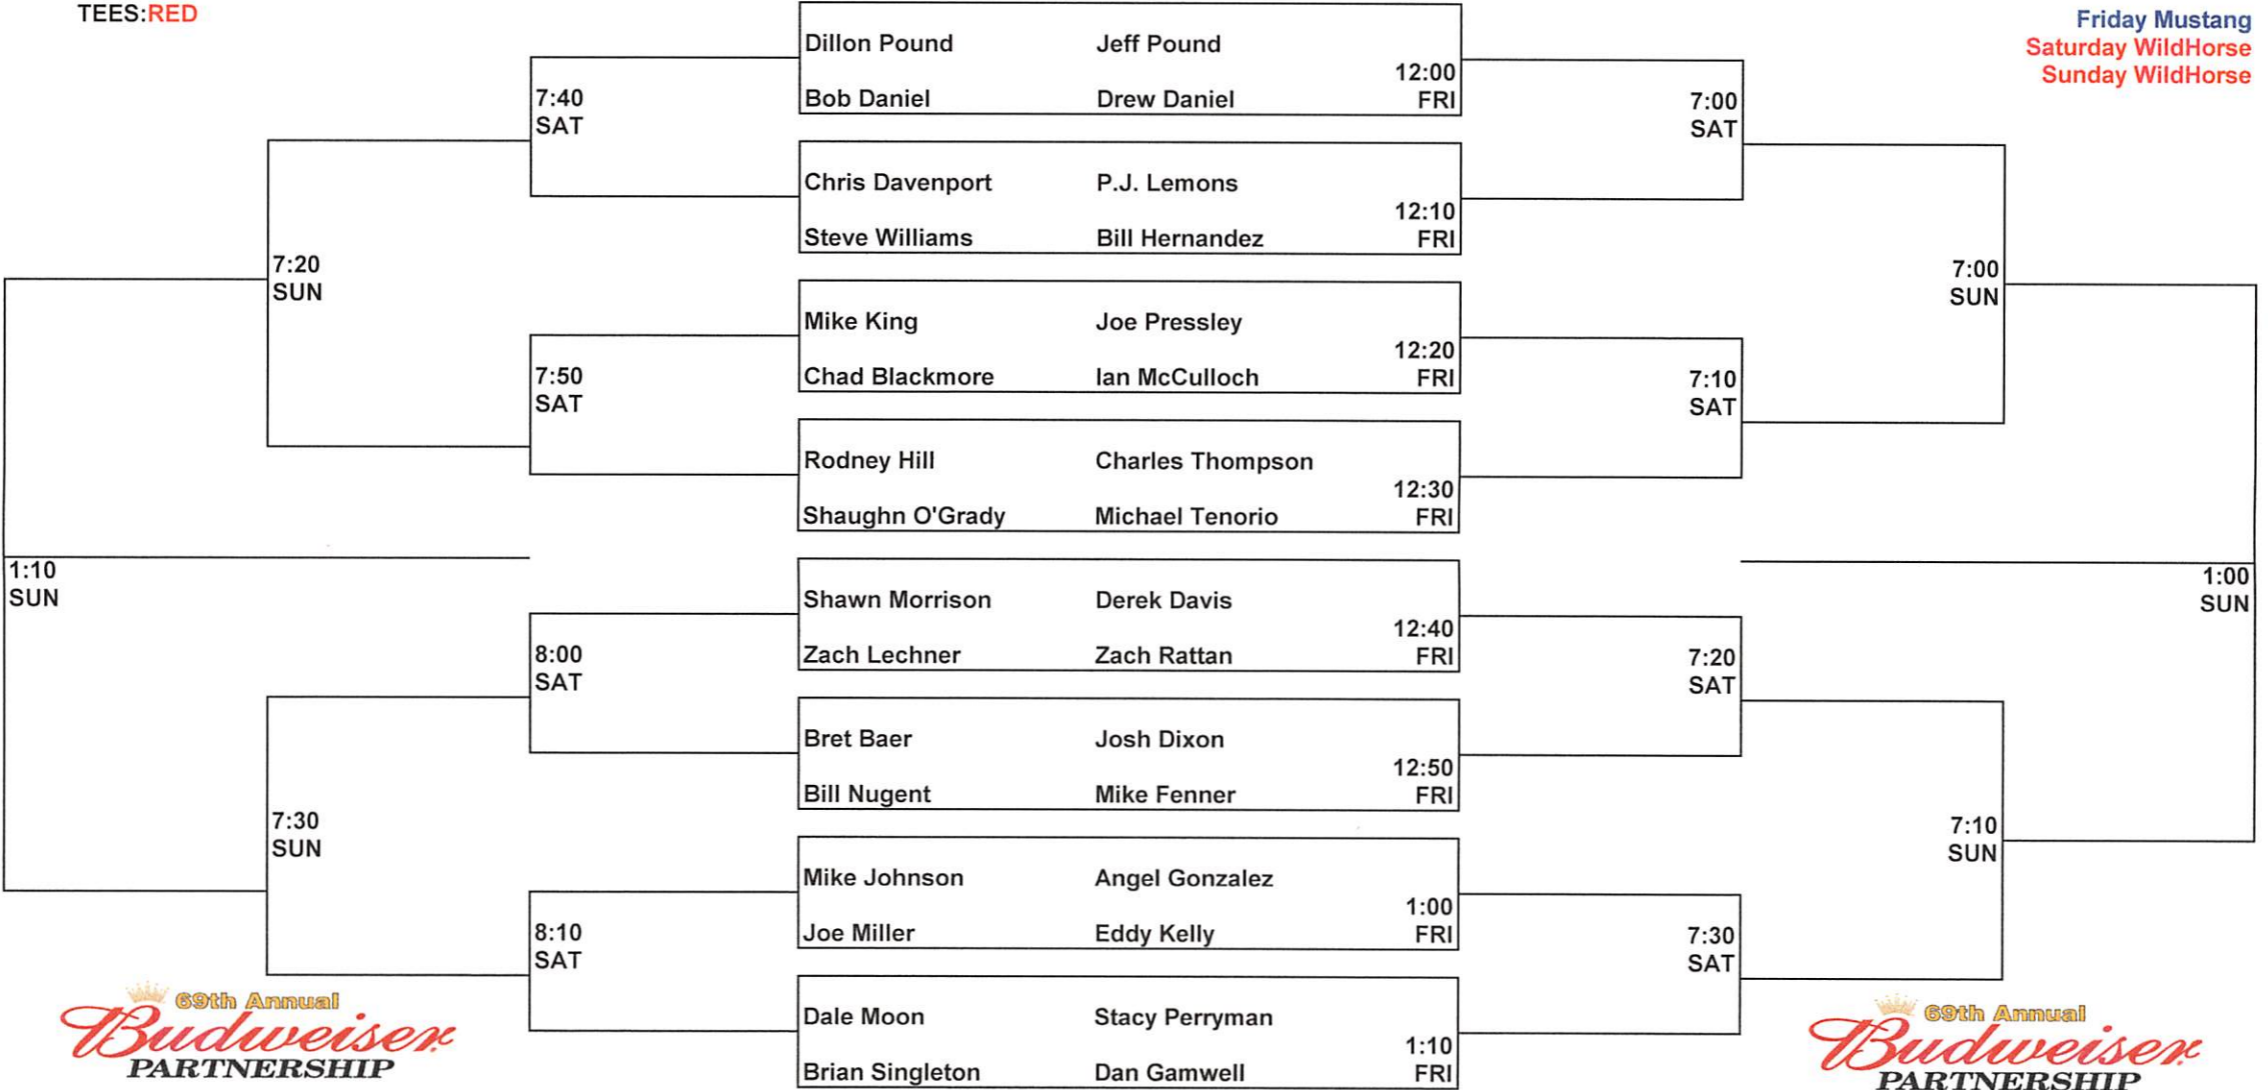 TEES:RED
Friday Mustang
Saturday WildHorse
Sunday WildHorse
Dillon Pound Jeff Pound
12:00
Bob Daniel Drew Daniel FRI
7:40
SAT
7:00
SAT
Chris Davenport P.J. Lemons
12:10
Steve Williams Bill Hernandez FRI
7:20
SUN
7:00
SUN
Mike King Joe Pressley
12:20
Chad Blackmore Ian McCulloch FRI
7:50
SAT
7:10
SAT
Rodney Hill Charles Thompson
12:30
Shaughn O'Grady Michael Tenorio FRI
1:10
SUN
1:00
SUN
Shawn Morrison Derek Davis
12:40
Zach Lechner Zach Rattan FRI
8:00
SAT
7:20
SAT
Bret Baer Josh Dixon
12:50
Bill Nugent Mike Fenner FRI
7:30
SUN
7:10
SUN
Mike Johnson Angel Gonzalez
1:00
Joe Miller Eddy Kelly FRI
8:10
SAT
7:30
SAT
Dale Moon Stacy Perryman
1:10
Brian Singleton Dan Gamwell FRI
69th Annual
Budweiser
PARTNERSHIP
69th Annual
Budweiser
PARTNERSHIP